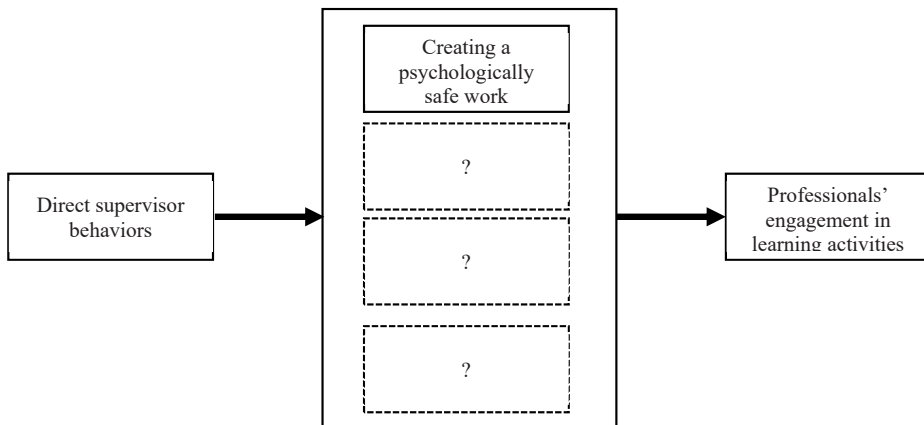 Creating a
psychologically
safe work
?
Direct supervisor
behaviors
?
?
Professionals’
engagement in
learning activities